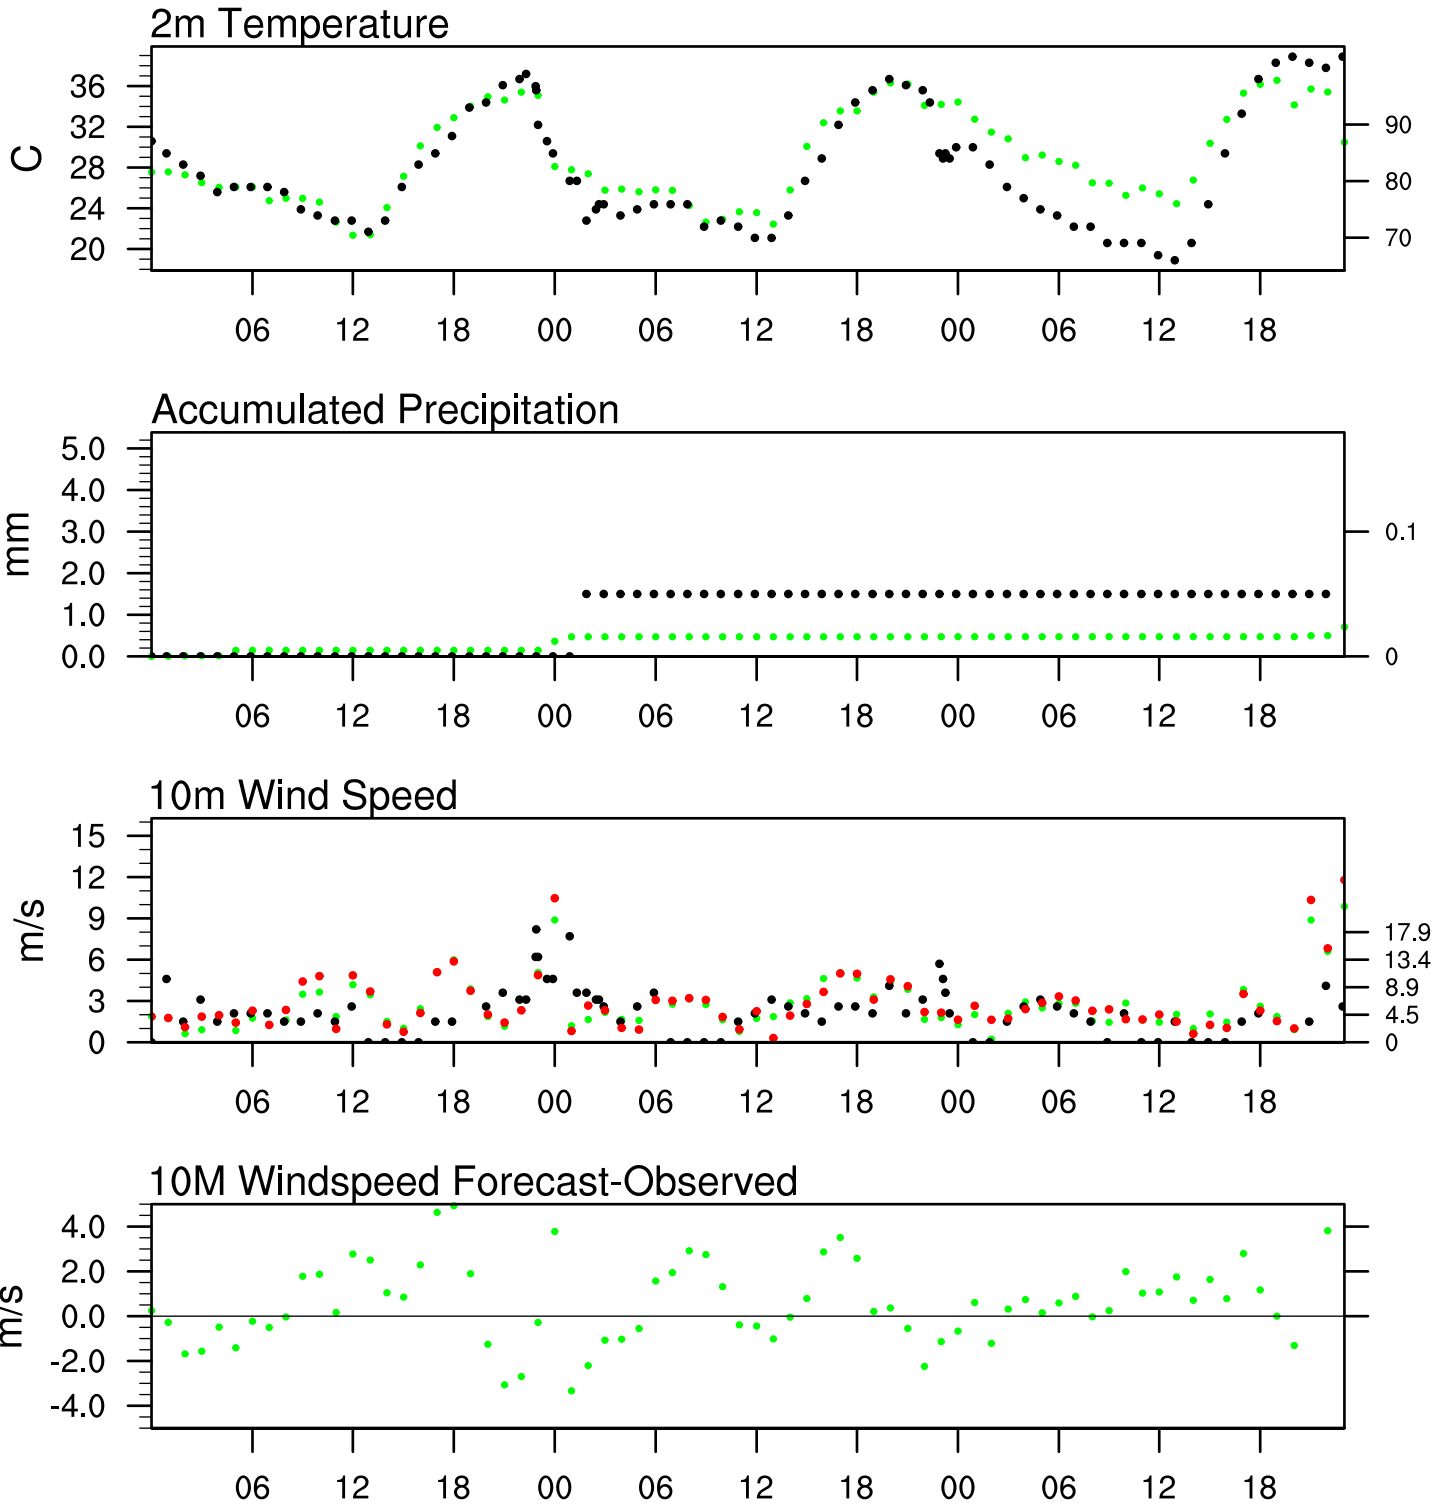 2m Temperature
C
36
32
28
24
20
90
80
70
06 12 18 00 06 12 18 00 06 12 18
Accumulated Precipitation
mm
5.0
4.0
3.0
2.0
1.0
0.0
0.1
0
06 12 18 00 06 12 18 00 06 12 18
10m Wind Speed
m/s
15
12
9
6
3
0
17.9
13.4
8.9
4.5
0
06 12 18 00 06 12 18 00 06 12 18
10M Windspeed Forecast-Observed
m/s
4.0
2.0
0.0
-2.0
-4.0
06 12 18 00 06 12 18 00 06 12 18